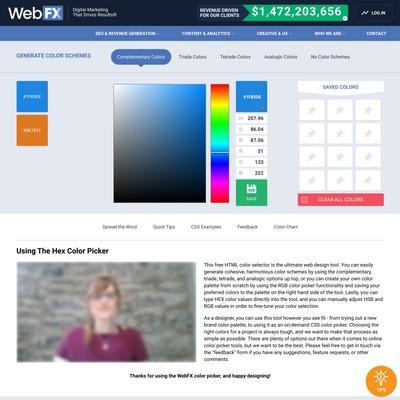 WebFX
Digital Marketing
That Drives Results®
REVENUE DRIVEN
FOR OUR CLIENTS
$1,472,203,656
LOG IN
SEO & REVENUE GENERATION
CONTENT & ANALYTICS
CREATIVE & UX
WHO WE ARE
CONTACT
GENERATE COLOR SCHEMES
Complementary Colors
Triade Colors
Tetrade Colors
Analogic Colors
No Color Schemes
#1F85DE
#DE781F
#1F85DE
H: 207.96
S: 86.04
B: 87.06
R: 31
G: 133
B: 222
SAVE
SAVED COLORS
CLEAR ALL COLORS
Spread the Word
Quick Tips
CSS Examples
Feedback
Color Chart
Using The Hex Color Picker
This free HTML color selector is the ultimate web design tool. You can easily
generate cohesive, harmonious color schemes by using the complementary,
triade, tetrade, and analogic options up top, or you can create your own color
palette from scratch by using the RGB color picker functionality and saving your
preferred colors to the palette on the right hand side of the tool. Lastly, you can
type HEX color values directly into the tool, and you can manually adjust HSB and
RGB values in order to fine-tune your color selection.
As a designer, you can use this tool however you see fit - from trying out a new
brand color palette, to using it as an on-demand CSS color picker. Choosing the
right colors for a project is always tough, and we want to make that process as
simple as possible. There are plenty of options out there when it comes to online
color picker tools, but we want to be the best. Please feel free to get in touch via
the "feedback" form if you have any suggestions, feature requests, or other
comments.
Thanks for using the WebFX color picker, and happy designing!
TIPS